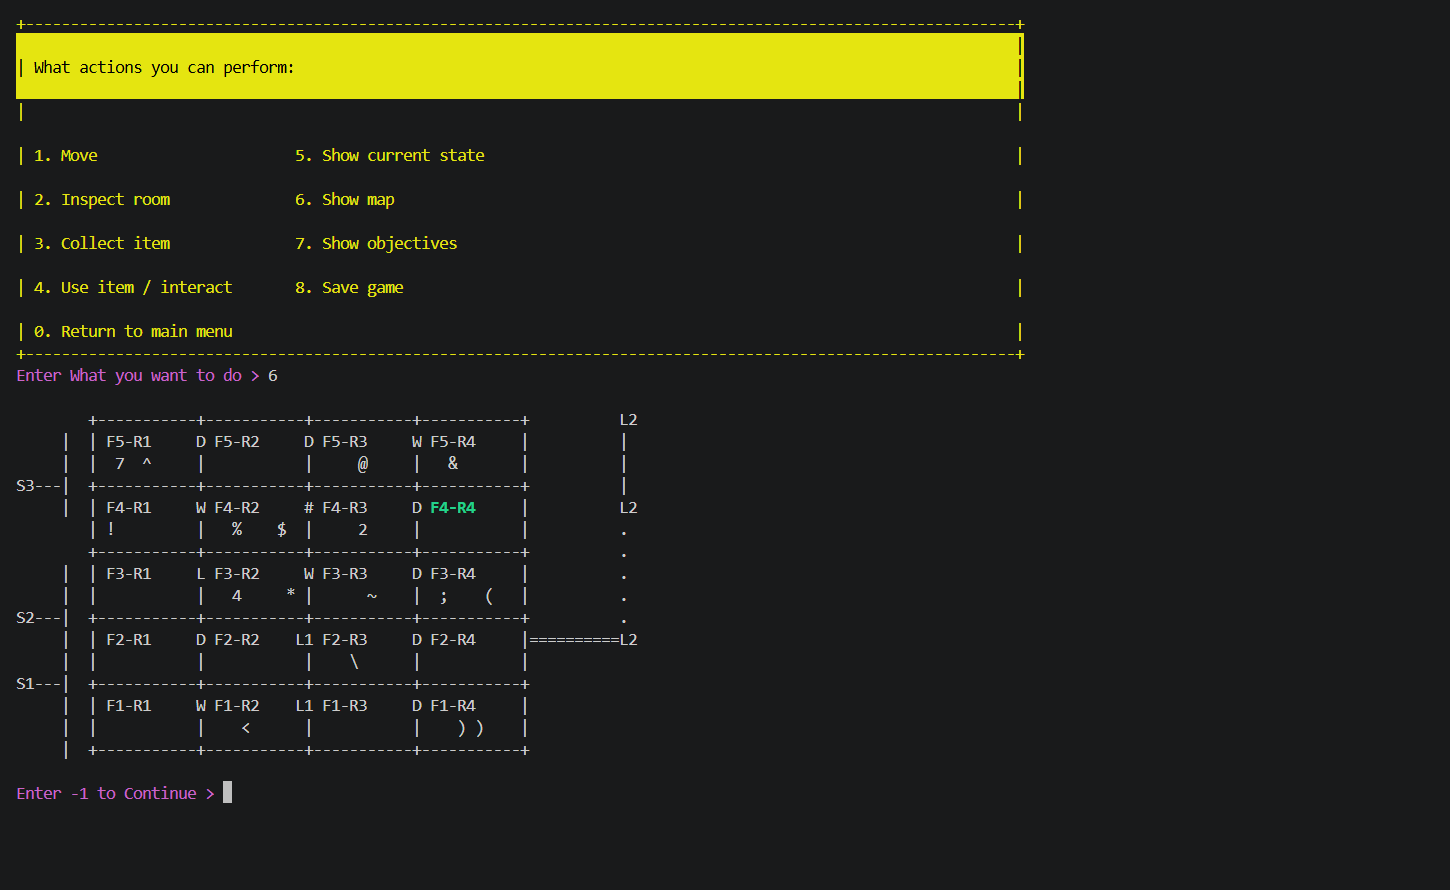 +--------------------------------------------------------------------------------------------------------------+
|
| What actions you can perform: |
|
| |
| 1. Move                      5. Show current state |
| 2. Inspect room              6. Show map |
| 3. Collect item              7. Show objectives |
| 4. Use item / interact       8. Save game |
| 0. Return to main menu |
+--------------------------------------------------------------------------------------------------------------+
Enter What you want to do > 6
        +-----------+-----------+-----------+-----------+          L2
     |  | F5-R1     D F5-R2     D F5-R3     W F5-R4     |          |
     |  |  7  ^     |           |     @     |   &       |          |
S3---|  +-----------+-----------+-----------+-----------+          |
     |  | F4-R1     W F4-R2     # F4-R3     D F4-R4     |          L2
        | !         |   %    $  |     2     |           |          .
        +-----------+-----------+-----------+-----------+          .
     |  | F3-R1     L F3-R2     W F3-R3     D F3-R4     |          .
     |  |           |   4     * |      ~    |  ;    (   |          .
S2---|  +-----------+-----------+-----------+-----------+          .
     |  | F2-R1     D F2-R2    L1 F2-R3     D F2-R4     |==========L2
     |  |           |           |    \      |           |
S1---|  +-----------+-----------+-----------+-----------+
     |  | F1-R1     W F1-R2    L1 F1-R3     D F1-R4     |
     |  |           |    <      |           |    ) )    |
     |  +-----------+-----------+-----------+-----------+
Enter -1 to Continue >